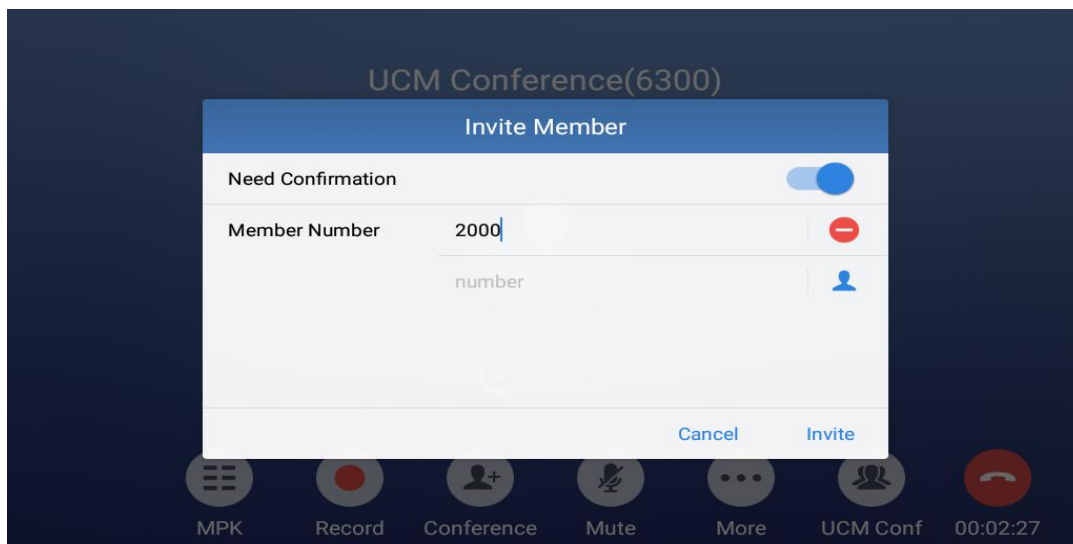 UCM Conference(6300)
Invite Member
Need Confirmation
Member Number 2000
number
Cancel Invite
MPK Record Conference Mute More UCM Conf 00:02:27